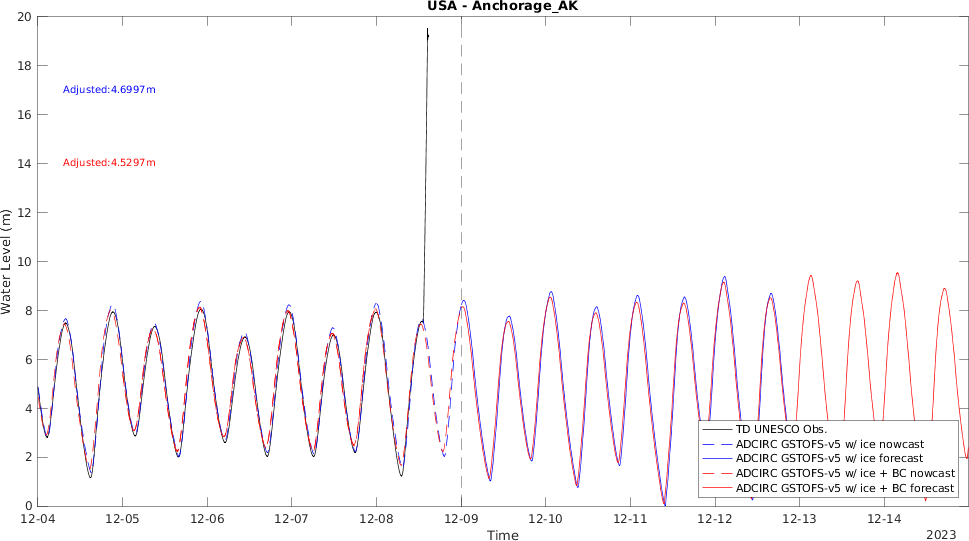 USA - Anchorage_AK
20
18
16
14
12
10
8
6
4
2
0
Water Level (m)
Adjusted:4.6997m
Adjusted:4.5297m
TD UNESCO Obs.
ADCIRC GSTOFS-v5 w/ ice nowcast
ADCIRC GSTOFS-v5 w/ ice forecast
ADCIRC GSTOFS-v5 w/ ice + BC nowcast
ADCIRC GSTOFS-v5 w/ ice + BC forecast
12-04 12-05 12-06 12-07 12-08 12-09 12-10 12-11 12-12 12-13 12-14
Time
2023